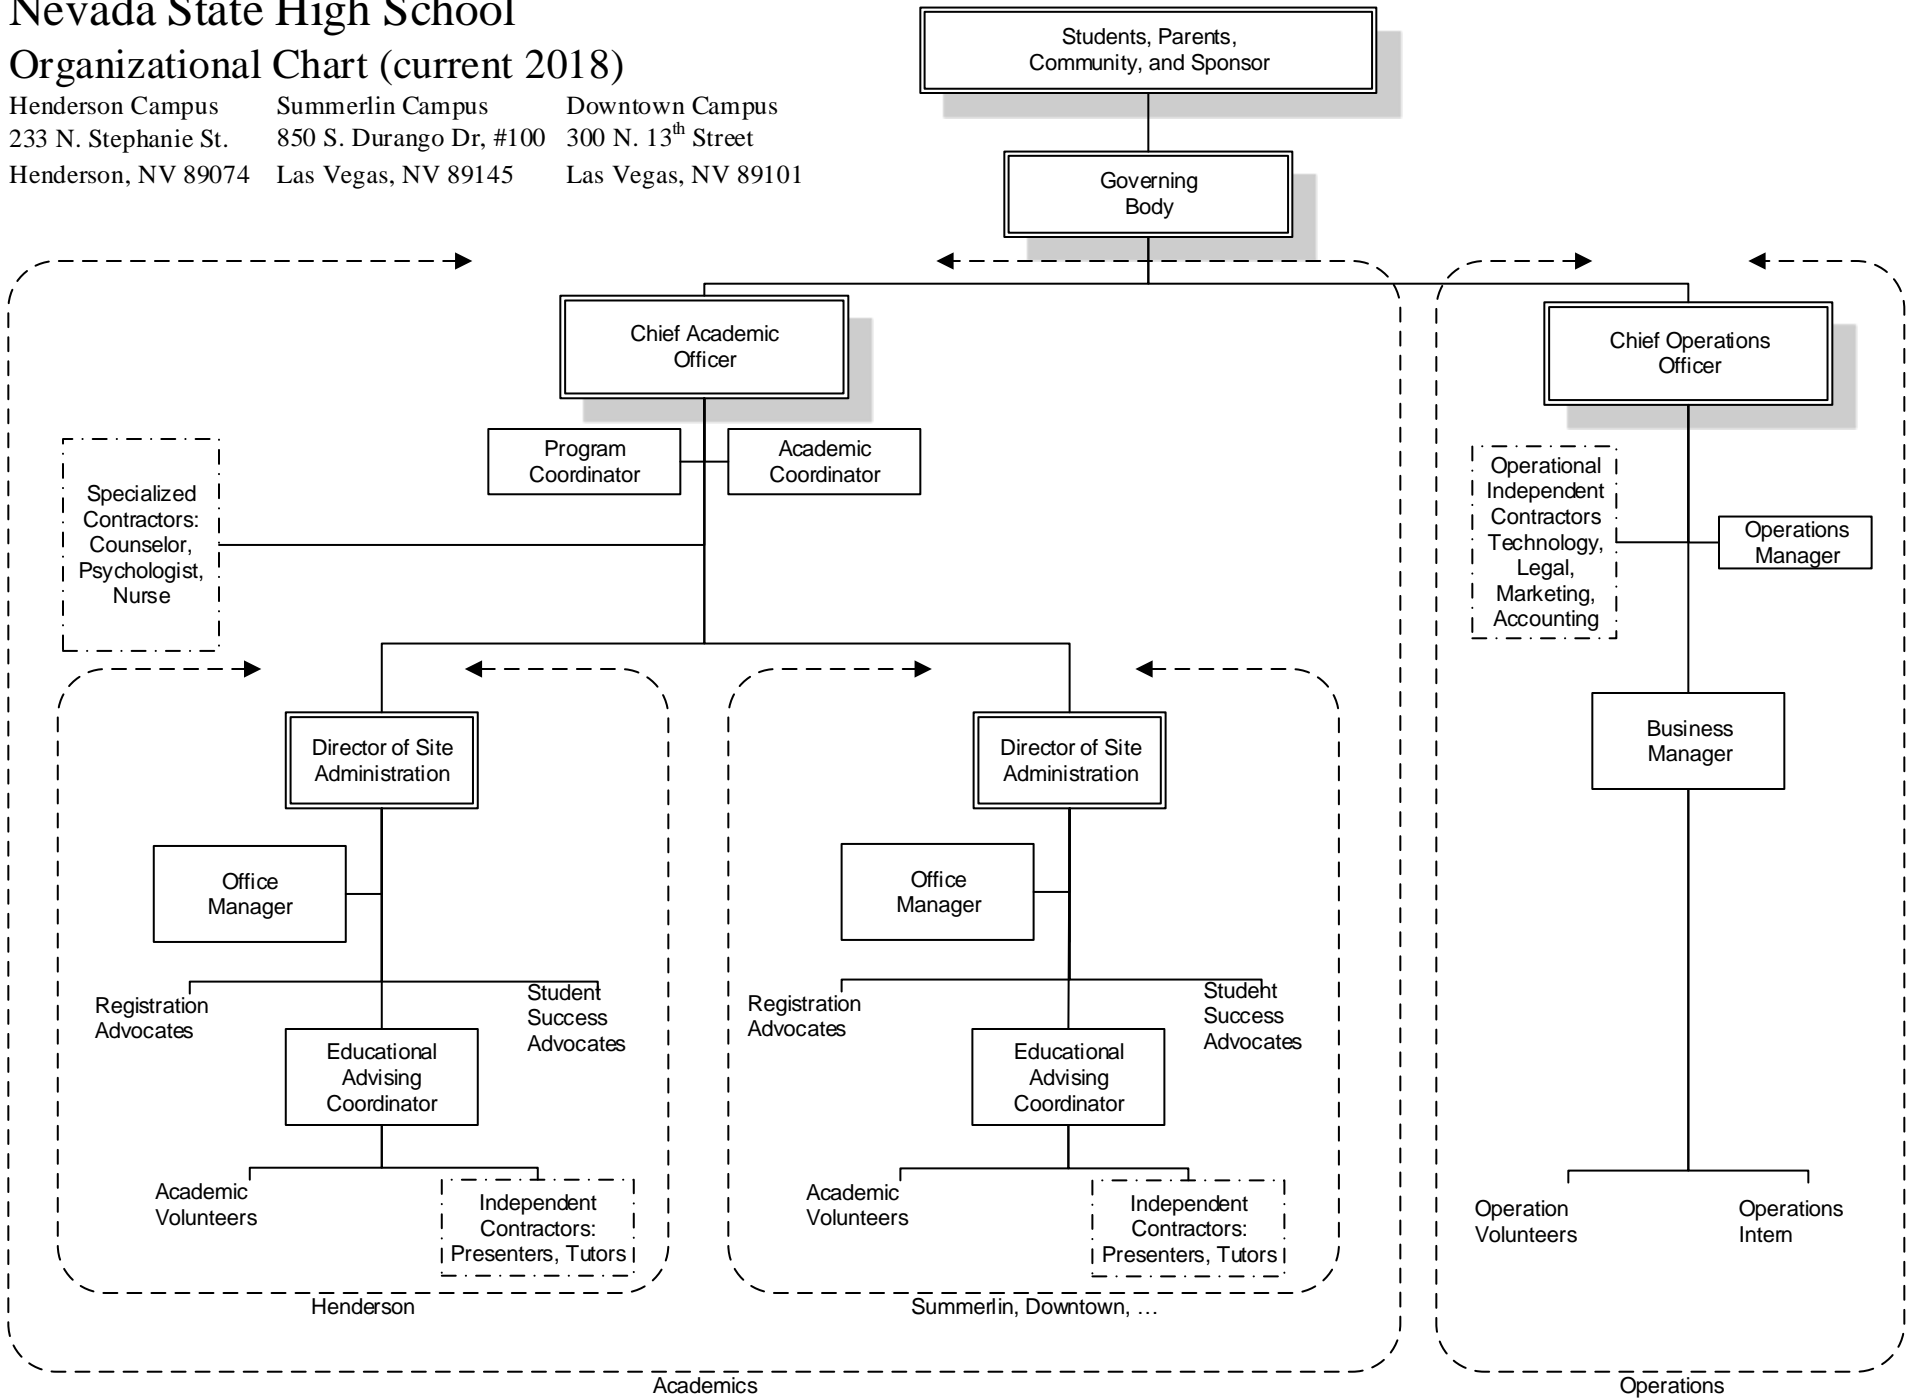 Nevada State High School
Organizational Chart (current 2018)
Henderson Campus
233 N. Stephanie St.
Henderson, NV 89074
Summerlin Campus
850 S. Durango Dr, #100
Las Vegas, NV 89145
Downtown Campus
300 N. 13th Street
Las Vegas, NV 89101
Students, Parents,
Community, and Sponsor
Governing
Body
Chief Academic
Officer
Chief Operations
Officer
Program
Coordinator
Academic
Coordinator
Specialized
Contractors:
Counselor,
Psychologist,
Nurse
Operational
Independent
Contractors
Technology,
Legal,
Marketing,
Accounting
Operations
Manager
Business
Manager
Director of Site
Administration
Office
Manager
Registration
Advocates
Student
Success
Advocates
Educational
Advising
Coordinator
Academic
Volunteers
Independent
Contractors:
Presenters, Tutors
Henderson
Director of Site
Administration
Office
Manager
Registration
Advocates
Student
Success
Advocates
Educational
Advising
Coordinator
Academic
Volunteers
Independent
Contractors:
Presenters, Tutors
Summerlin, Downtown, …
Operation
Volunteers
Operations
Intern
Academics
Operations